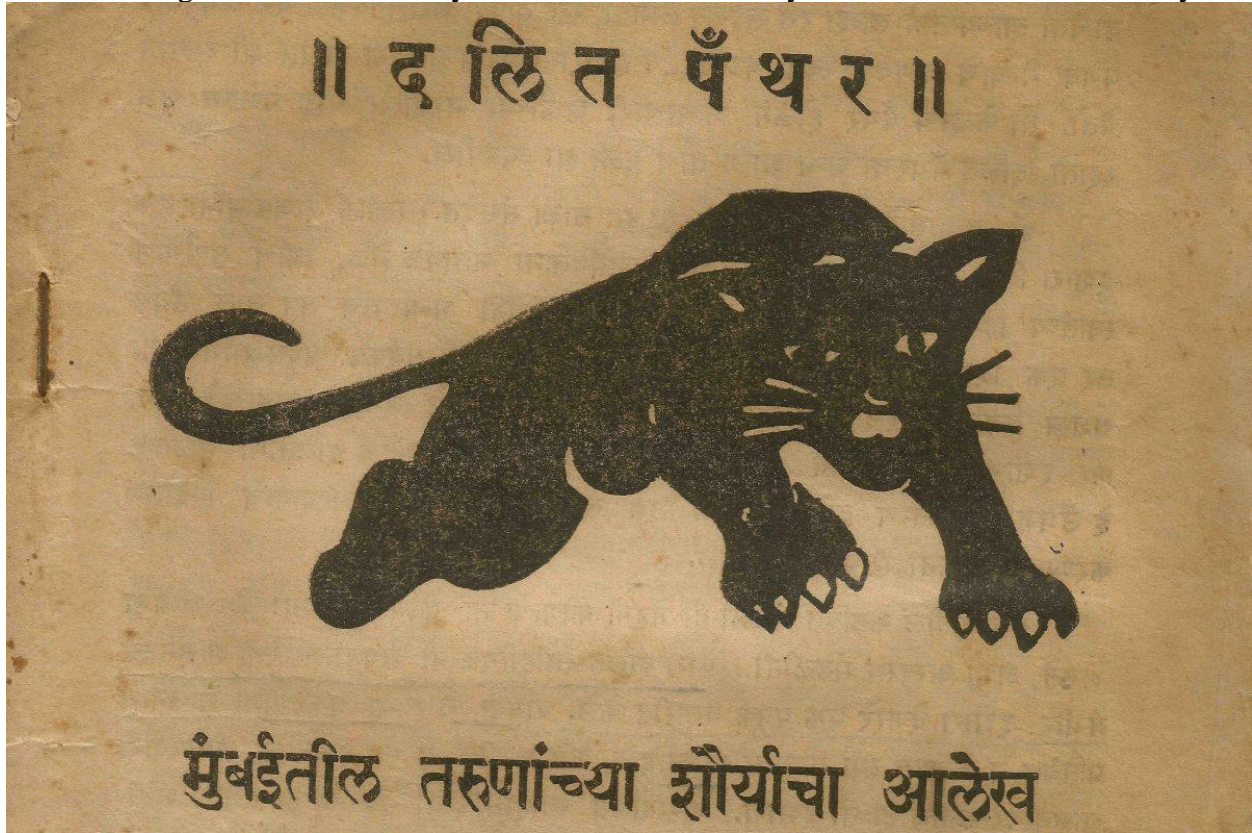 ॥ दलित पँथर ॥
मुंबईतील तरुणांच्या शौर्याचा आलेख